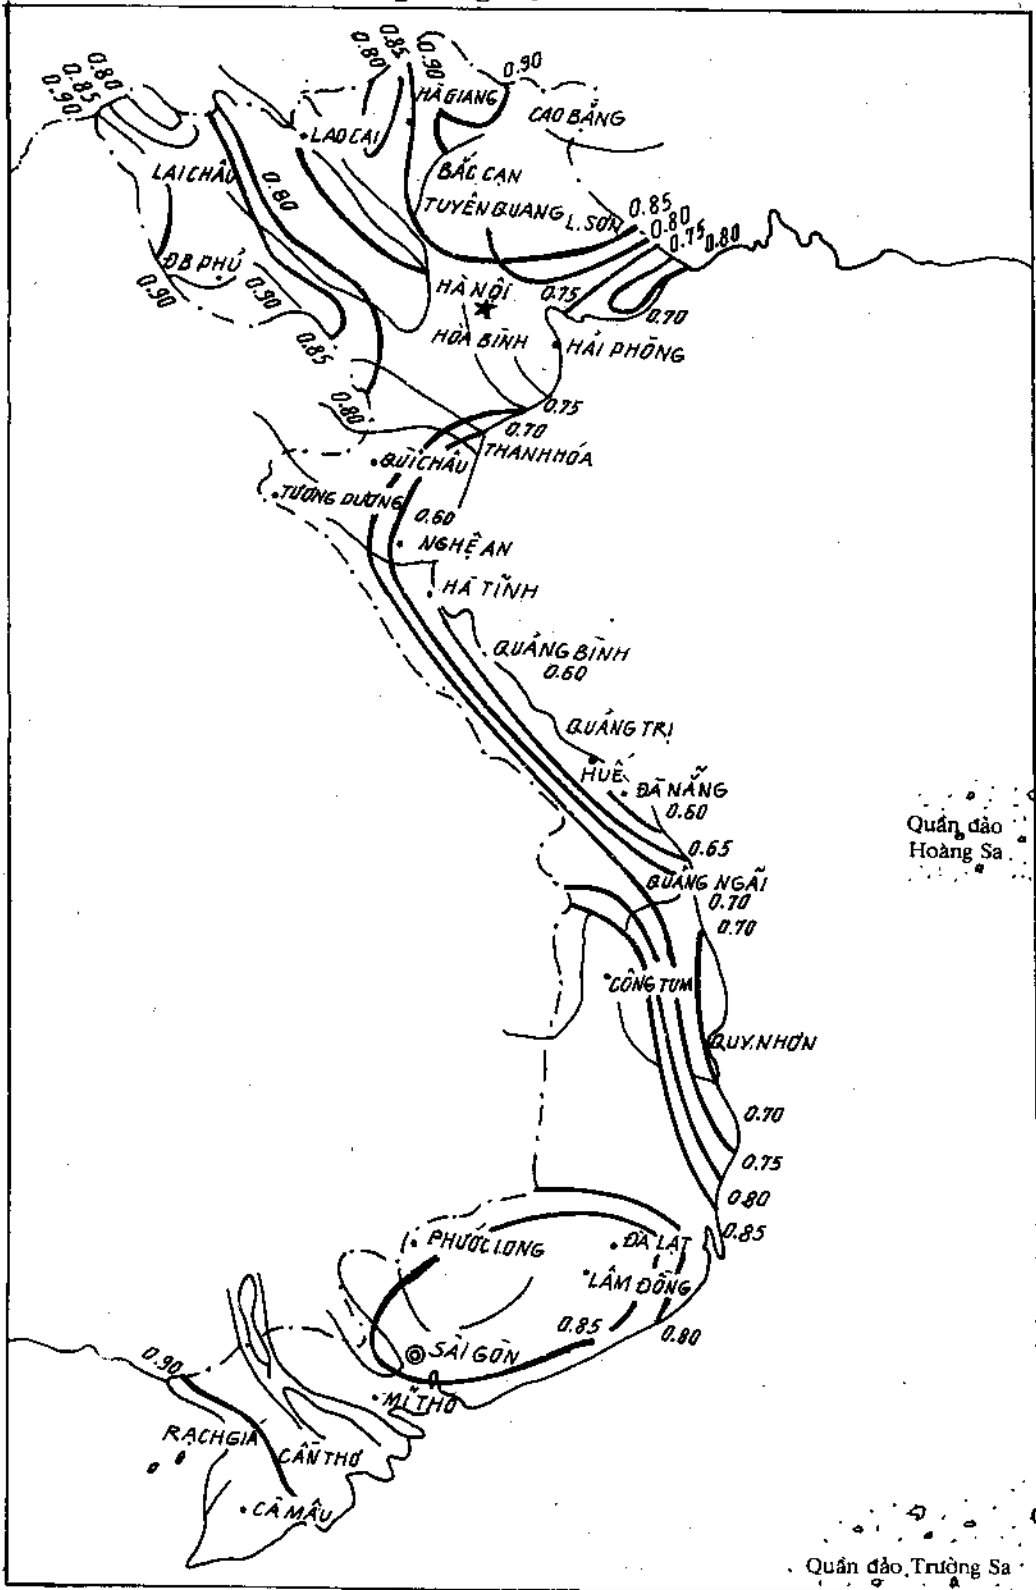 0.80
0.85
0.90
0.85
0.80
0.90
0.90
HÀ GIANG
CAO BẰNG
LAO CAI
LAI CHÂU
0.80
BẮC CẠN
TUYÊN QUANG
L. SƠN
0.85
0.80
0.75
0.80
ĐB PHỦ
0.90
0.90
HÀ NỘI
0.75
0.70
HÒA BÌNH
HẢI PHÒNG
0.85
0.80
0.75
0.70
THANH HÓA
QÙI CHÂU
TƯƠNG DƯƠNG
0.60
NGHỆ AN
HÀ TĨNH
QUẢNG BÌNH
0.60
QUẢNG TRỊ
HUẾ
ĐÀ NẴNG
0.60
Quần đảo
Hoàng Sa
0.65
QUẢNG NGÃI
0.70
0.70
CÔNG TUM
QUY NHƠN
0.70
0.75
0.80
0.85
PHƯỚC LONG
ĐÀ LẠT
LÂM ĐỒNG
0.85
0.80
SÀI GÒN
0.90
MĨ THO
RẠCH GIÁ
CẦN THƠ
CÀ MÂU
Quần đảo Trường Sa